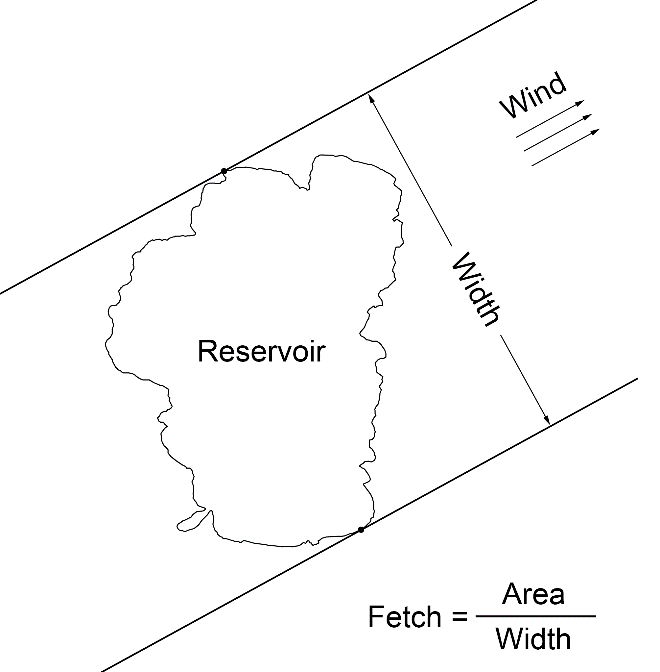 Wind
Width
Reservoir
Fetch = Area
Width